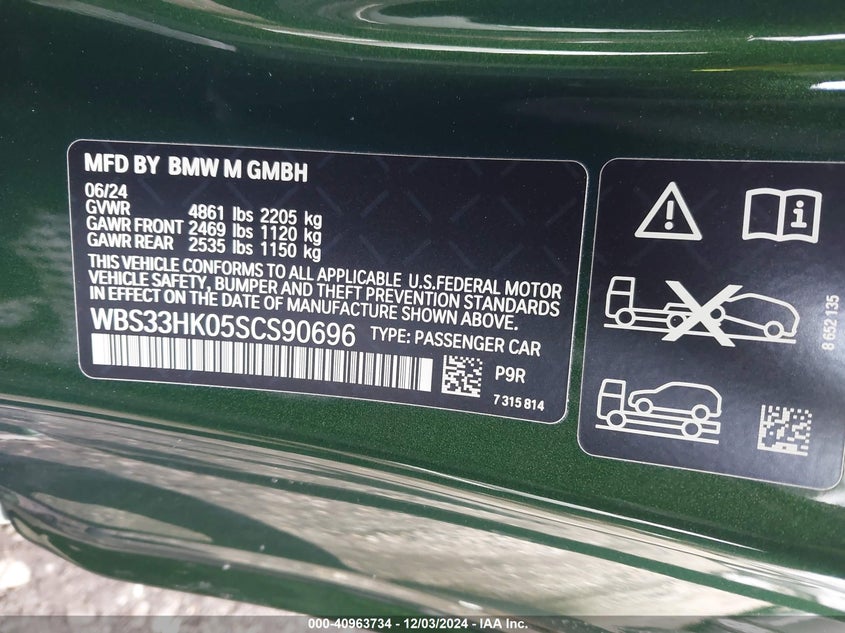 MFD BY BMW M GMBH
06/24
GVWR 4861 lbs 2205 kg
GAWR FRONT 2469 lbs 1120 kg
GAWR REAR 2535 lbs 1150 kg
THIS VEHICLE CONFORMS TO ALL APPLICABLE U.S.FEDERAL MOTOR
VEHICLE SAFETY, BUMPER AND THEFT PREVENTION STANDARDS
IN EFFECT ON THE DATE OF MANUFACTURE SHOWN ABOVE.
WBS33HK05SCS90696 TYPE: PASSENGER CAR
P9R
7 315 814
8 652 135
000-40963734 - 12/03/2024 - IAA Inc.